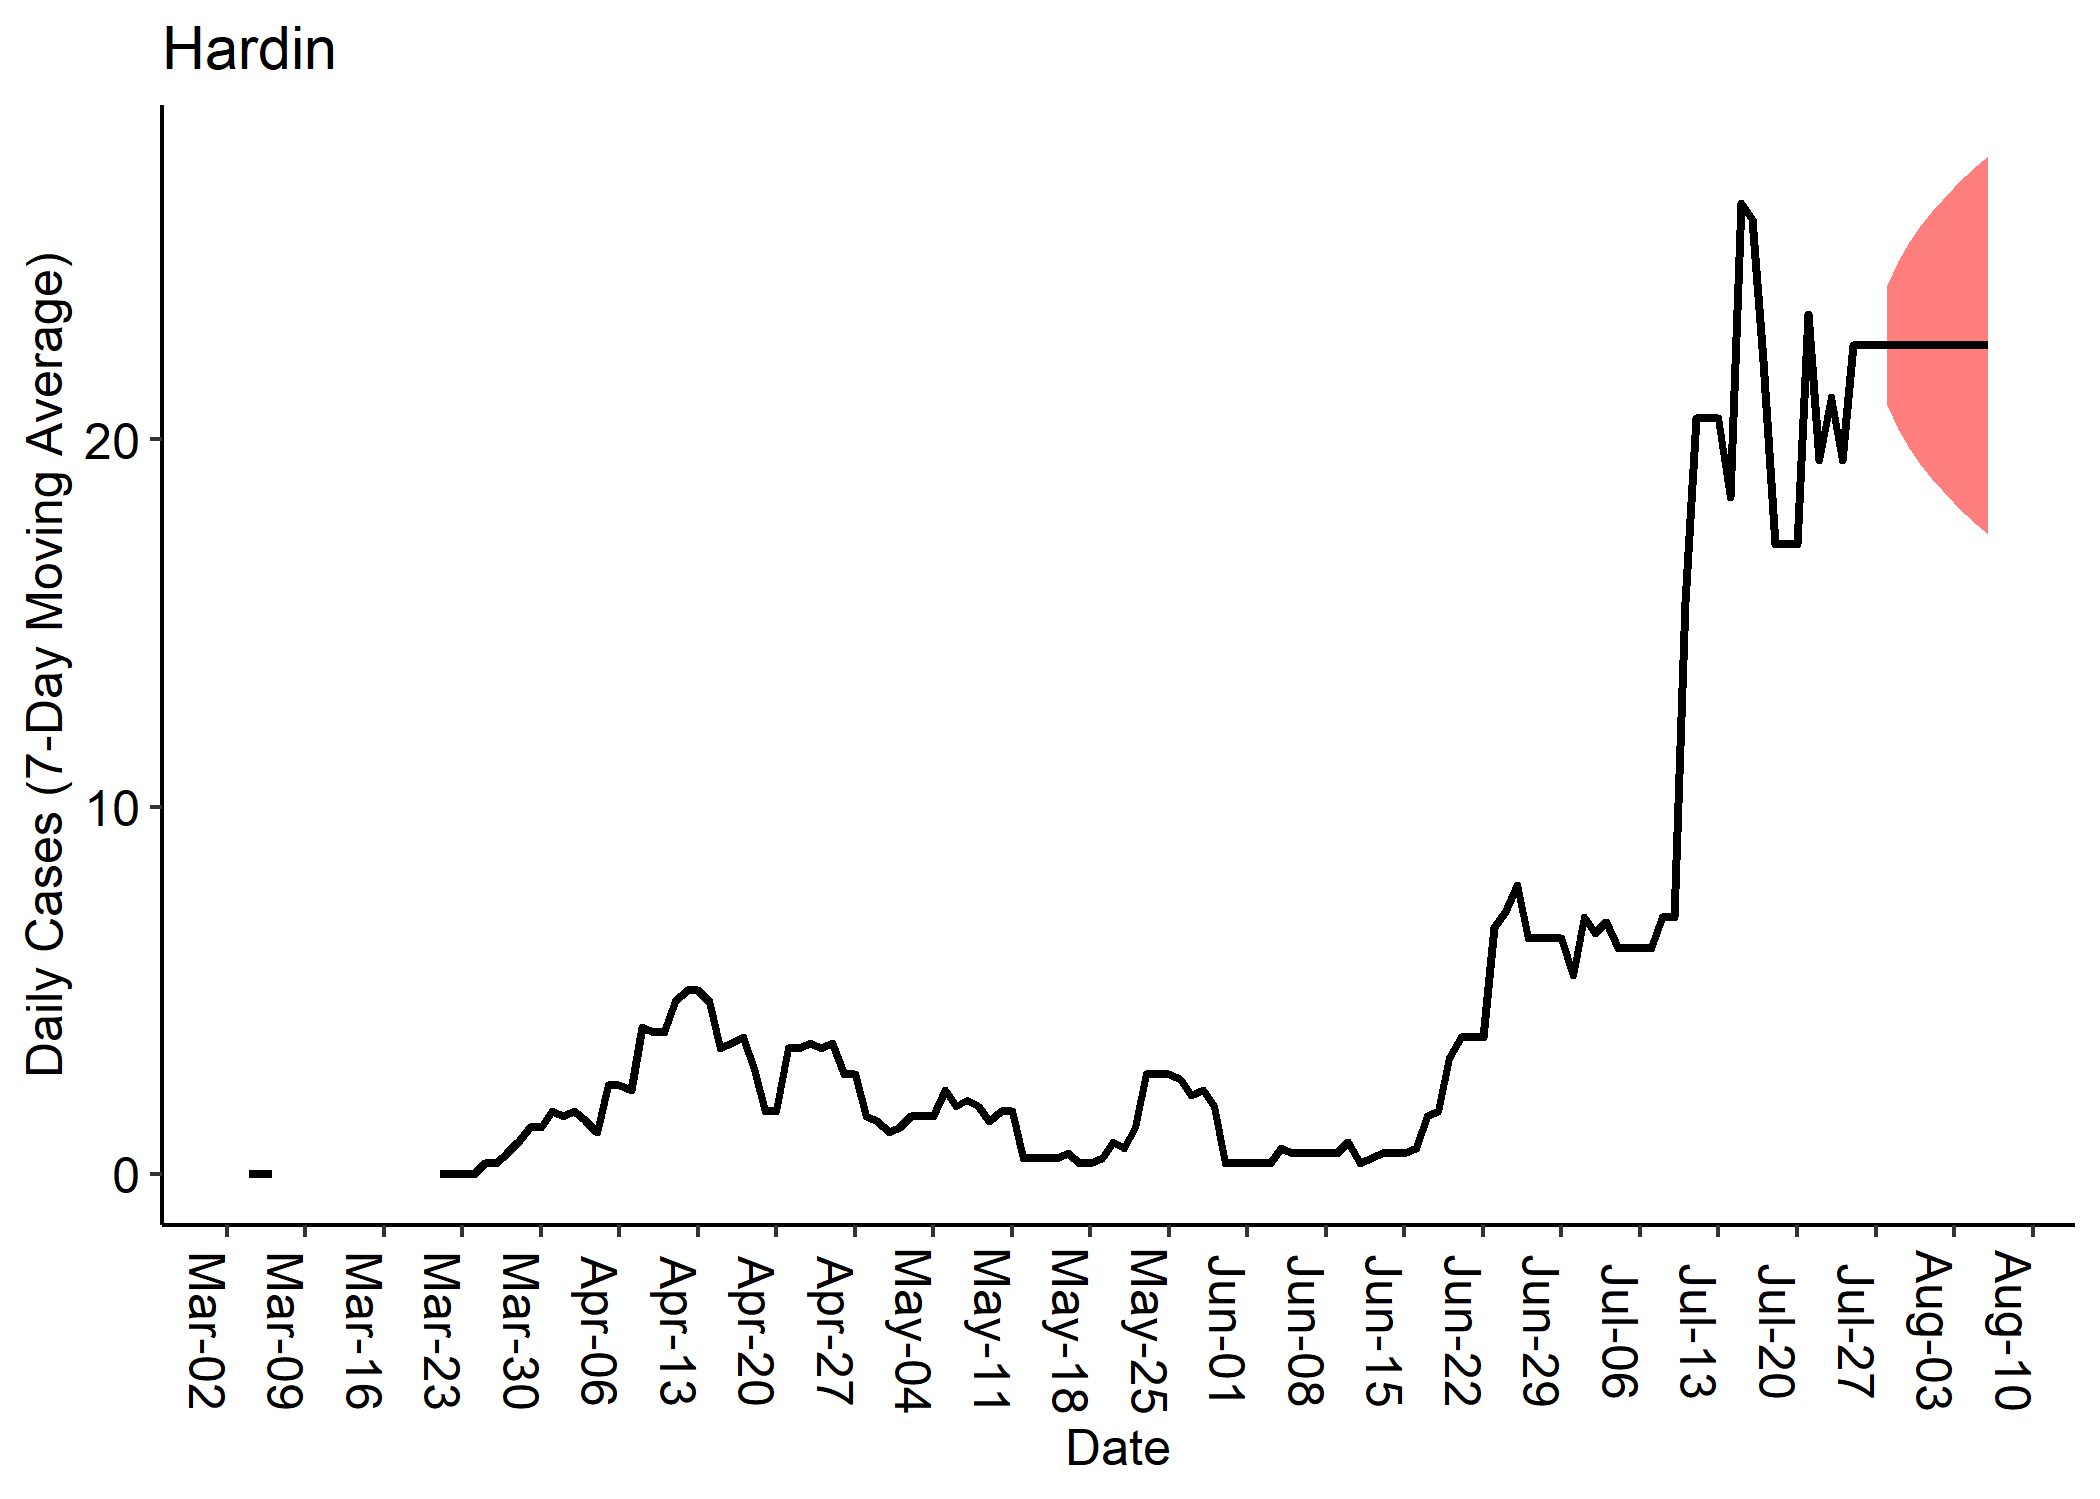 Hardin
Daily Cases (7-Day Moving Average)
20
10
0
Mar-02
Mar-09
Mar-16
Mar-23
Mar-30
Apr-06
Apr-13
Apr-20
Apr-27
May-04
May-11
May-18
May-25
Jun-01
Jun-08
Jun-15
Jun-22
Jun-29
Jul-06
Jul-13
Jul-20
Jul-27
Aug-03
Aug-10
Date